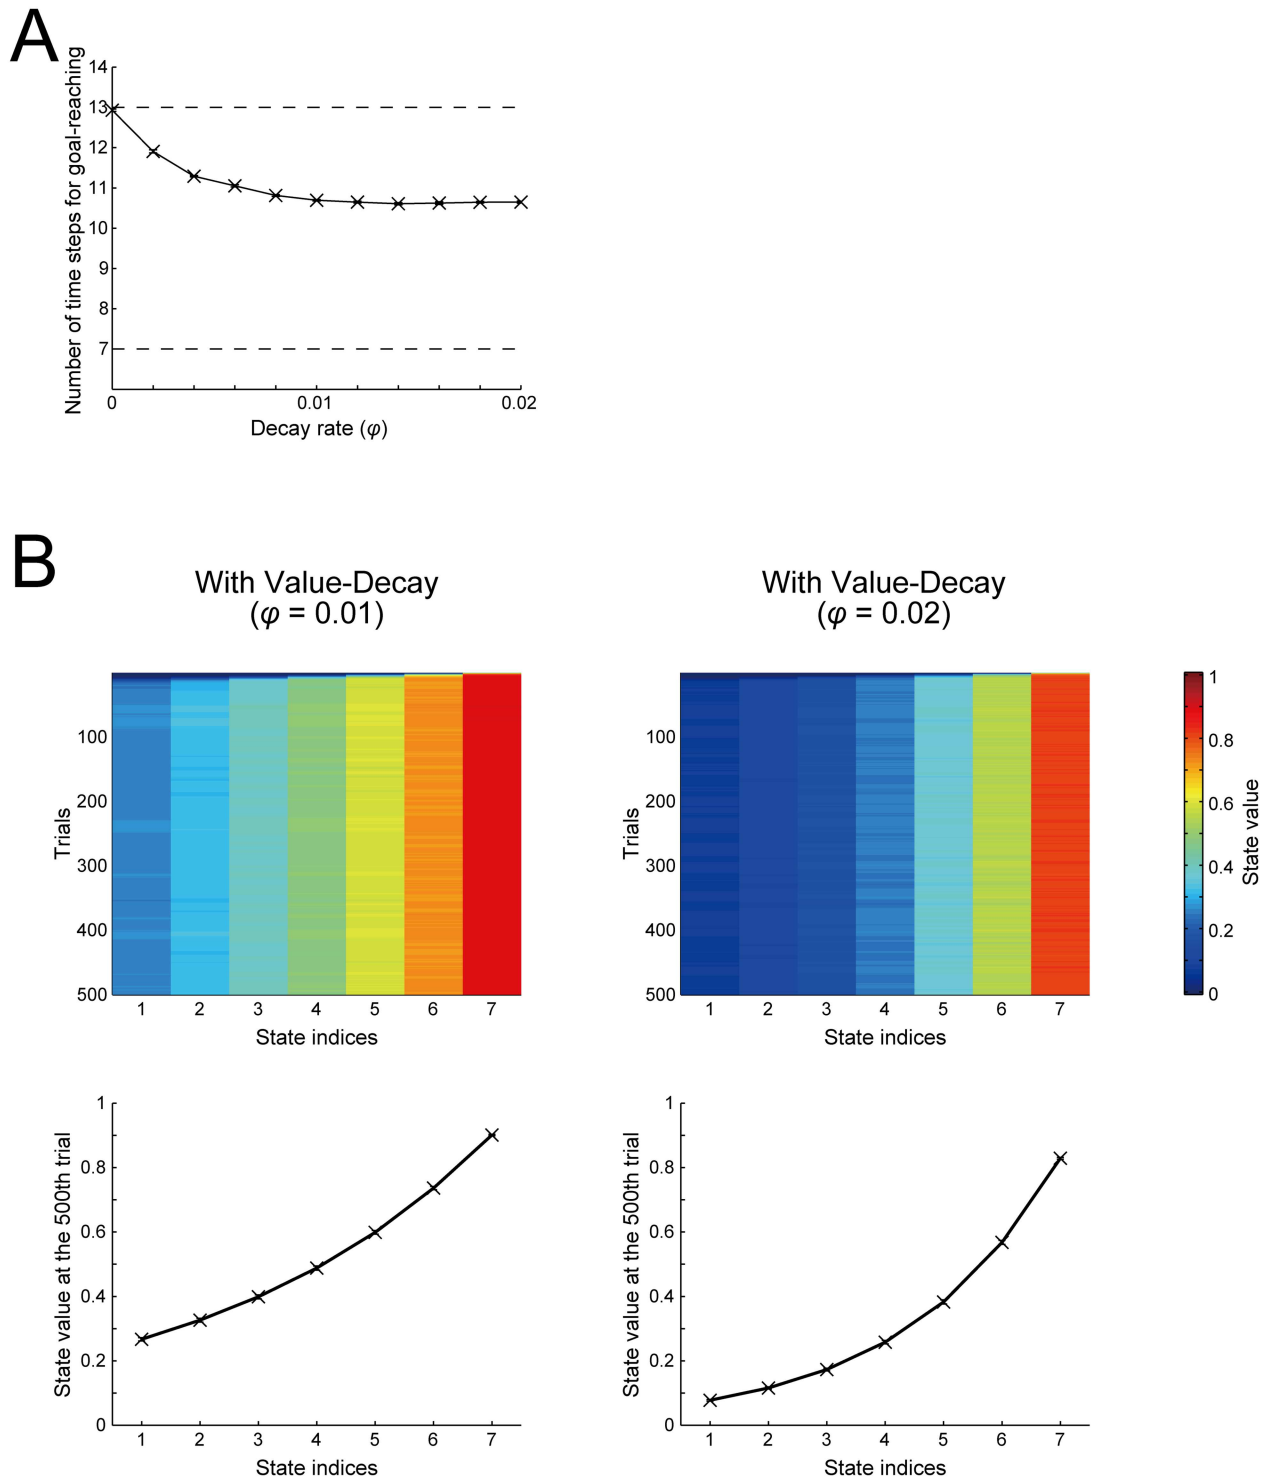 A
Number of time steps for goal-reaching
14
13
12
11
10
9
8
7
0
0.01
0.02
Decay rate (φ)
B
With Value-Decay
(φ = 0.01)
Trials
100
200
300
400
500
1 2 3 4 5 6 7
State indices
With Value-Decay
(φ = 0.02)
Trials
100
200
300
400
500
1 2 3 4 5 6 7
State indices
1
0.8
0.6
0.4
0.2
0
State value
State value at the 500th trial
1
0.8
0.6
0.4
0.2
0
1 2 3 4 5 6 7
State indices
State value at the 500th trial
1
0.8
0.6
0.4
0.2
0
1 2 3 4 5 6 7
State indices